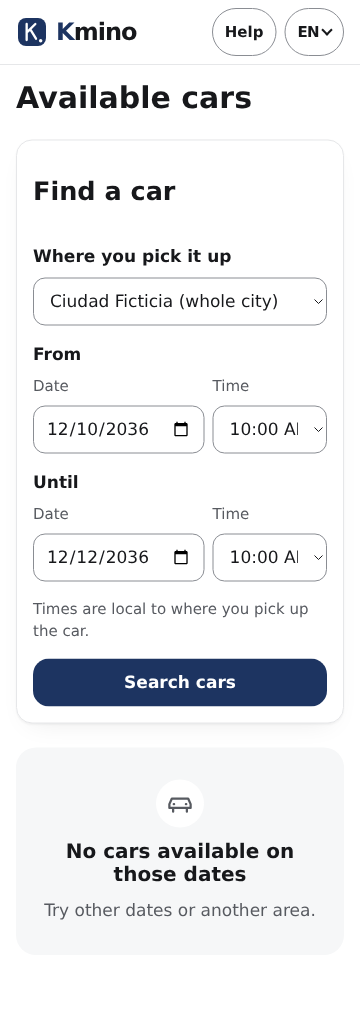 K. Kmino
Help
EN
Available cars
Find a car
Where you pick it up
Ciudad Ficticia (whole city)
From
Date
Time
12/10/2036
10:00
Until
Date
Time
12/12/2036
10:00
Times are local to where you pick up
the car.
Search cars
No cars available on
those dates
Try other dates or another area.